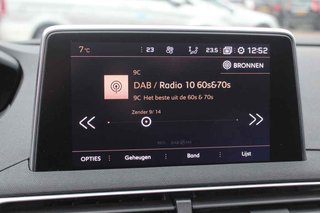 7°C 23 23.5 12:52
BRONNEN
9C
DAB / Radio 10 60s&70s
9C Het beste uit de 60s & 70s
Zender 9/ 14
OPTIES Geheugen Band Lijst